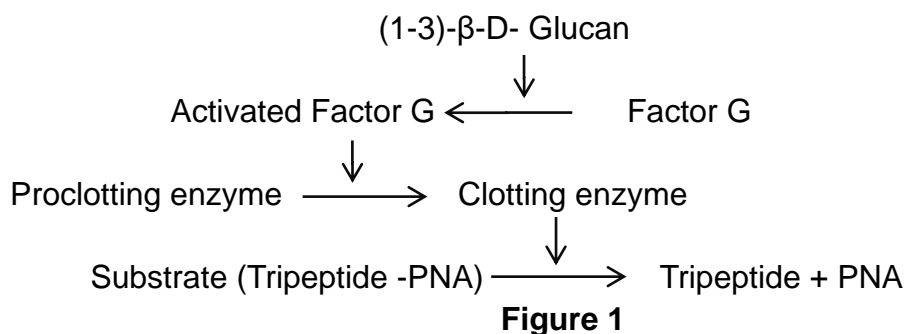 (1-3)-β-D- Glucan
Activated Factor G Factor G
Proclotting enzyme Clotting enzyme
Substrate (Tripeptide -PNA) Tripeptide + PNA
Figure 1